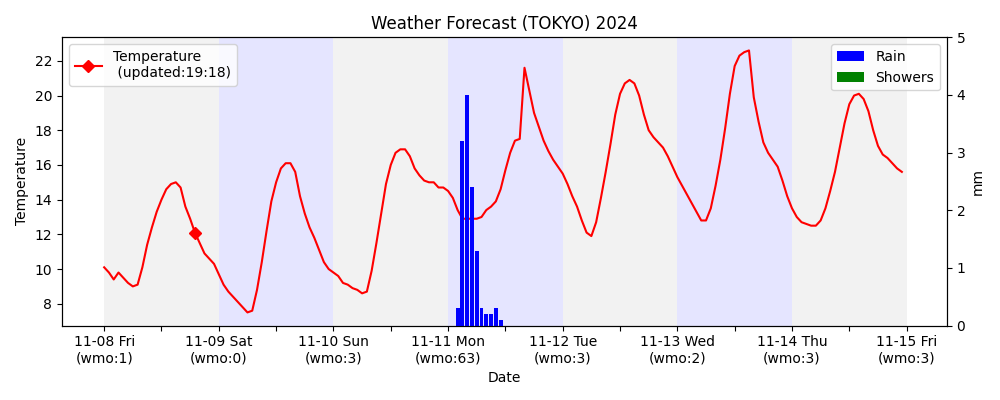 Weather Forecast (TOKYO) 2024
Temperature
(updated:19:18)
Rain
Showers
Temperature
22
20
18
16
14
12
10
8
5
4
3
2
1
0
mm
11-08 Fri
(wmo:1)
11-09 Sat
(wmo:0)
11-10 Sun
(wmo:3)
11-11 Mon
(wmo:63)
11-12 Tue
(wmo:3)
11-13 Wed
(wmo:2)
11-14 Thu
(wmo:3)
11-15 Fri
(wmo:3)
Date